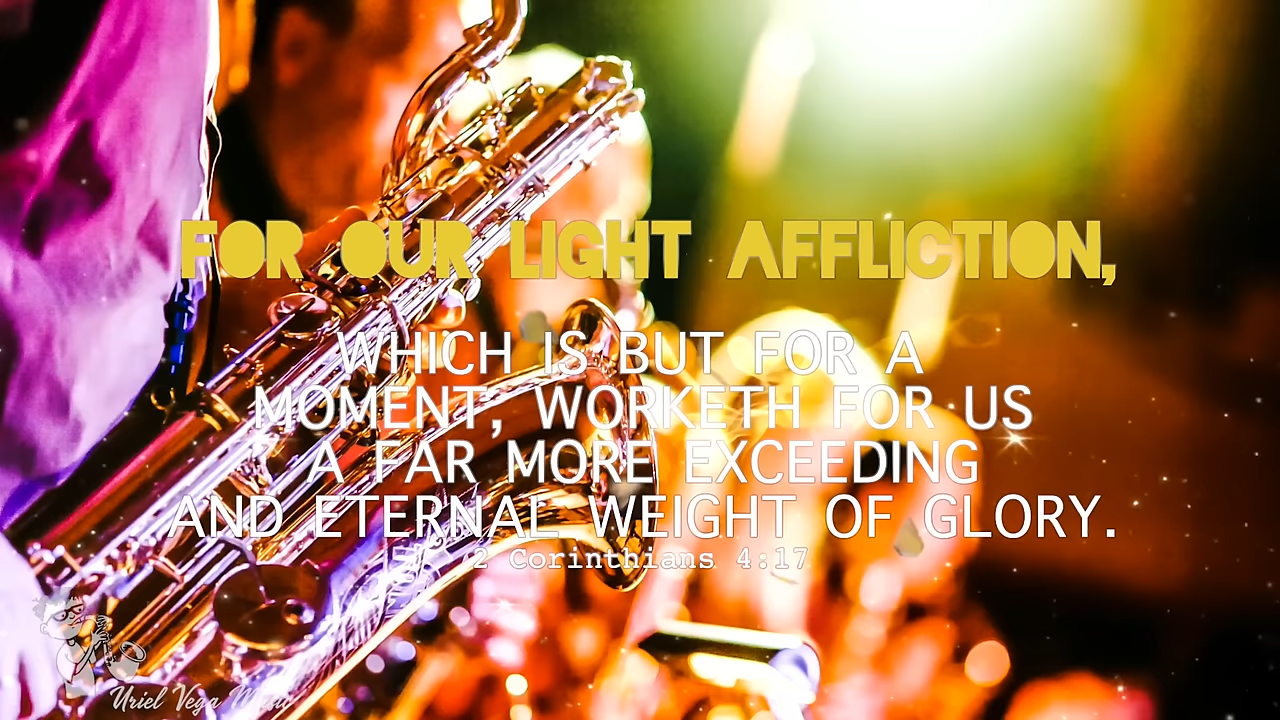 FOR OUR LIGHT AFFLICTION,
WHICH IS BUT FOR A
MOMENT, WORKETH FOR US
A FAR MORE EXCEEDING
AND ETERNAL WEIGHT OF GLORY.
2 Corinthians 4:17
Uriel Vega Music